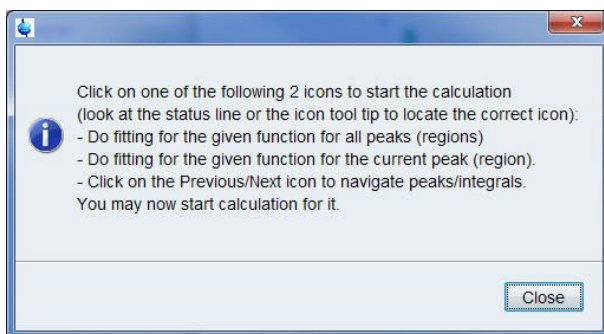 Click on one of the following 2 icons to start the calculation
(look at the status line or the icon tool tip to locate the correct icon):
- Do fitting for the given function for all peaks (regions)
- Do fitting for the given function for the current peak (region).
- Click on the Previous/Next icon to navigate peaks/integrals.
You may now start calculation for it.
Close